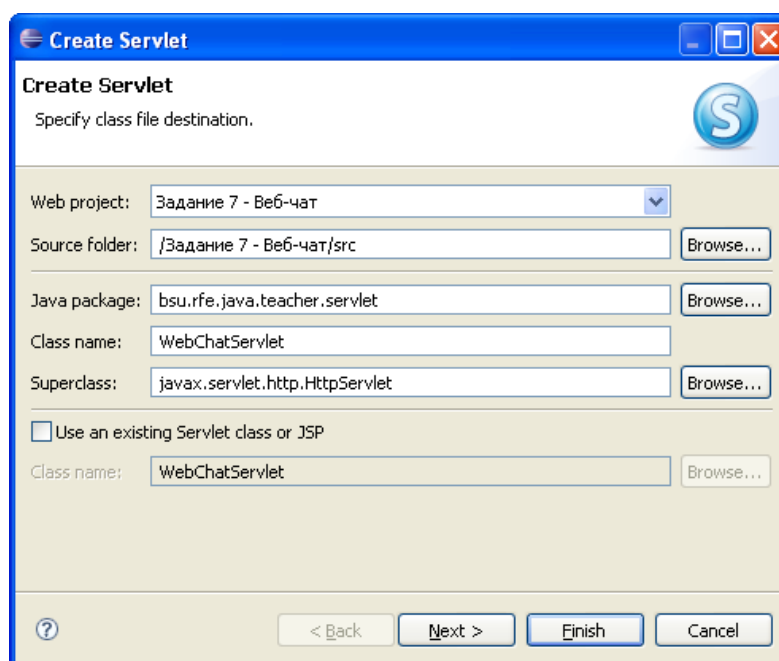 Create Servlet
Create Servlet
Specify class file destination.
S
Web project: Задание 7 - Веб-чат
Source folder: /Задание 7 - Веб-чат/src Browse...
Java package: bsu.rfe.java.teacher.servlet Browse...
Class name: WebChatServlet
Superclass: javax.servlet.http.HttpServlet Browse...
Use an existing Servlet class or JSP
Class name: WebChatServlet Browse...
? < Back Next > Finish Cancel